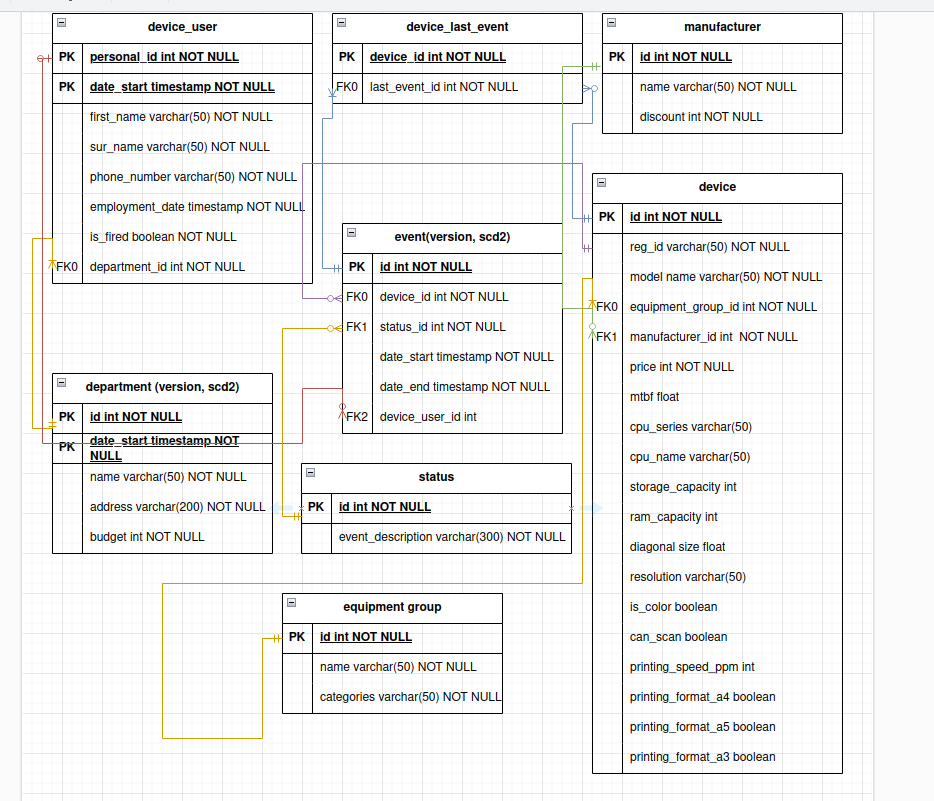 device_user
PK personal_id int NOT NULL
PK date_start timestamp NOT NULL
first_name varchar(50) NOT NULL
sur_name varchar(50) NOT NULL
phone_number varchar(50) NOT NULL
employment_date timestamp NOT NULL
is_fired boolean NOT NULL
FK0 department_id int NOT NULL
device_last_event
PK device_id int NOT NULL
FK0 last_event_id int NOT NULL
manufacturer
PK id int NOT NULL
name varchar(50) NOT NULL
discount int NOT NULL
event(version, scd2)
PK id int NOT NULL
FK0 device_id int NOT NULL
FK1 status_id int NOT NULL
date_start timestamp NOT NULL
date_end timestamp NOT NULL
FK2 device_user_id int
device
PK id int NOT NULL
reg_id varchar(50) NOT NULL
model name varchar(50) NOT NULL
FK0 equipment_group_id int NOT NULL
FK1 manufacturer_id int NOT NULL
price int NOT NULL
mtbf float
cpu_series varchar(50)
cpu_name varchar(50)
storage_capacity int
ram_capacity int
diagonal size float
resolution varchar(50)
is_color boolean
can_scan boolean
printing_speed_ppm int
printing_format_a4 boolean
printing_format_a5 boolean
printing_format_a3 boolean
department (version, scd2)
PK id int NOT NULL
PK date_start timestamp NOT
NULL
name varchar(50) NOT NULL
address varchar(200) NOT NULL
budget int NOT NULL
status
PK id int NOT NULL
event_description varchar(300) NOT NULL
equipment group
PK id int NOT NULL
name varchar(50) NOT NULL
categories varchar(50) NOT NULL